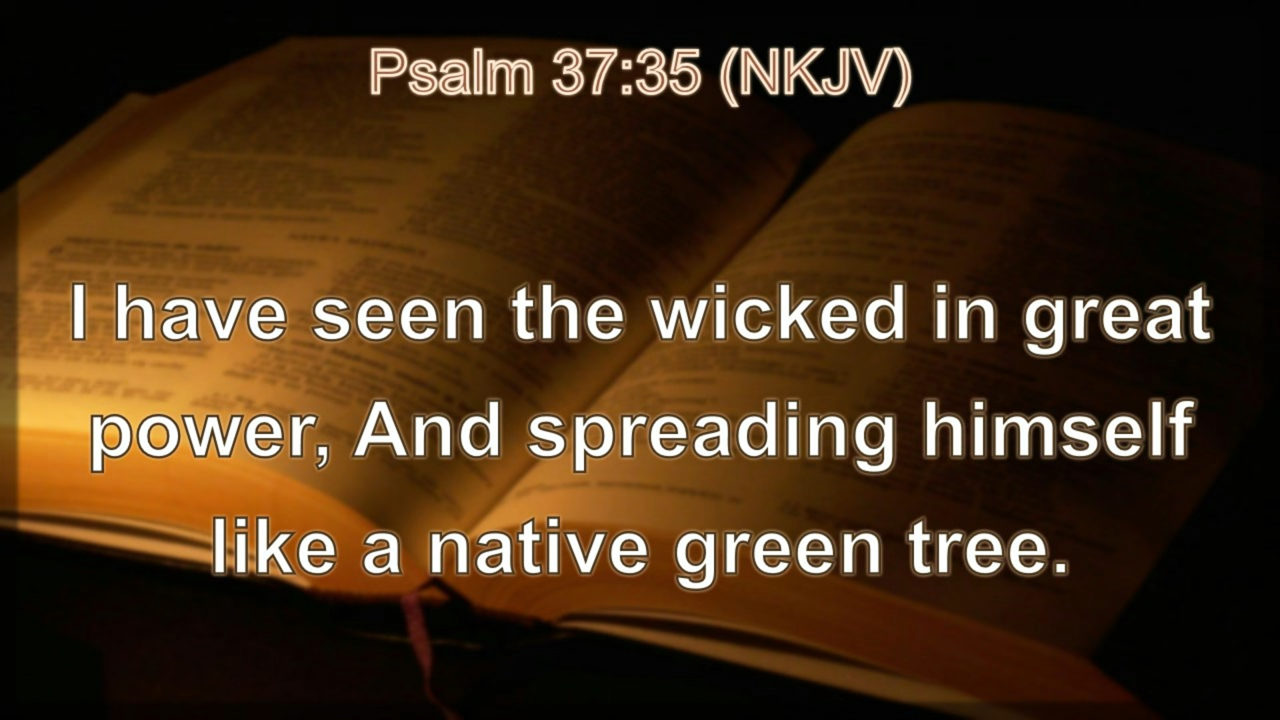 Psalm 37:35 (NKJV)
I have seen the wicked in great
power, And spreading himself
like a native green tree.